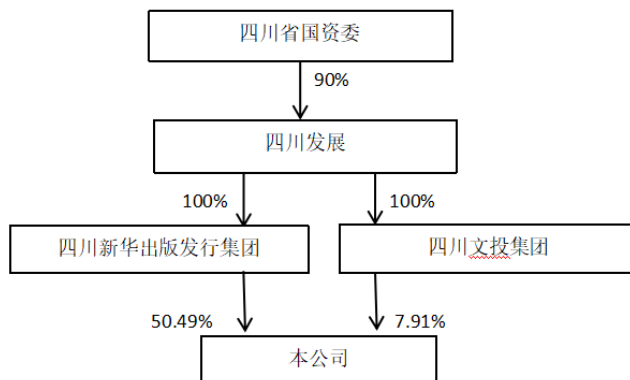 四川省国资委
90%
四川发展
100%
100%
四川新华出版发行集团
四川文投集团
50.49%
7.91%
本公司